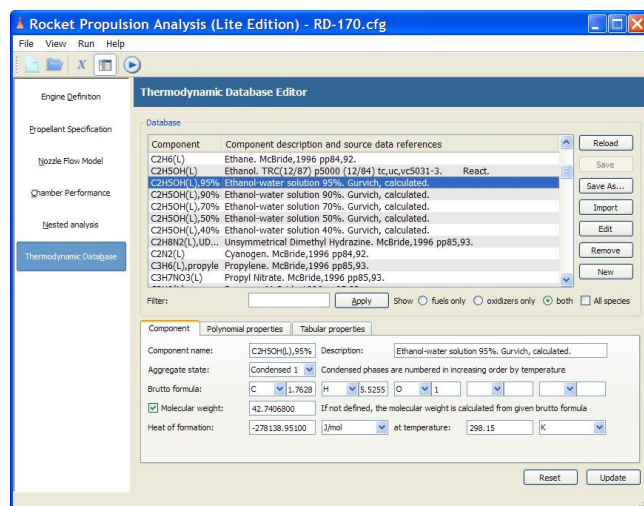 Rocket Propulsion Analysis (Lite Edition) - RD-170.cfg
File View Run Help
X
Engine Definition
Propellant Specification
Nozzle Flow Model
Chamber Performance
Nested analysis
Thermodynamic Database
Thermodynamic Database Editor
Database
Component Component description and source data references
C2H6(L) Ethane. McBride,1996 pp84,92.
C2H5OH(L) Ethanol. TRC(12/87) p5000 (12/84) tc,uc,vc5031-3. React.
C2H5OH(L),95% Ethanol-water solution 95%. Gurvich, calculated.
C2H5OH(L),90% Ethanol-water solution 90%. Gurvich, calculated.
C2H5OH(L),70% Ethanol-water solution 70%. Gurvich, calculated.
C2H5OH(L),50% Ethanol-water solution 50%. Gurvich, calculated.
C2H5OH(L),40% Ethanol-water solution 40%. Gurvich, calculated.
C2H8N2(L),UD... Unsymmetrical Dimethyl Hydrazine. McBride,1996 pp85,93.
C2N2(L) Cyanogen. McBride,1996 pp84,92.
C3H6(L),propyle Propylene. McBride,1996 pp85,93.
C3H7NO3(L) Propyl Nitrate. McBride,1996 pp85,93.
Reload
Save
Save As...
Import
Edit
Remove
New
Filter: Apply Show fuels only oxidizers only both All species
Component Polynomial properties Tabular properties
Component name: C2H5OH(L),95% Description: Ethanol-water solution 95%. Gurvich, calculated.
Aggregate state: Condensed 1 Condensed phases are numbered in increasing order by temperature
Brutto formula: C 1.7628 H 5.5255 O 1
Molecular weight: 42.7406800 If not defined, the molecular weight is calculated from given brutto formula
Heat of formation: -278138.95100 J/mol at temperature: 298.15 K
Reset Update